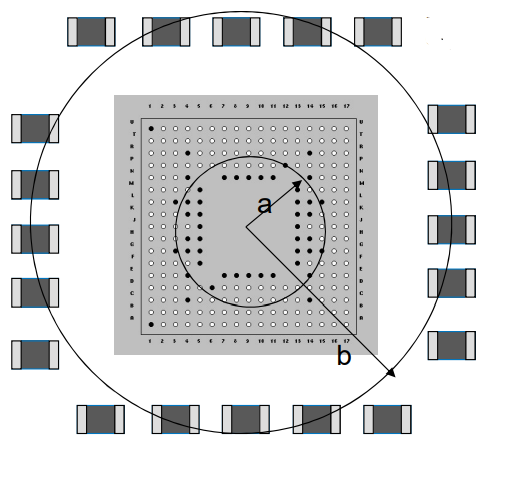 1 2 3 4 5 6 7 8 9 10 11 12 13 14 15 16 17
U U
T T
R R
P P
N N
M M
L L
K K
J J
H H
G G
F F
E E
D D
C C
B B
A A
1 2 3 4 5 6 7 8 9 10 11 12 13 14 15 16 17
a
b